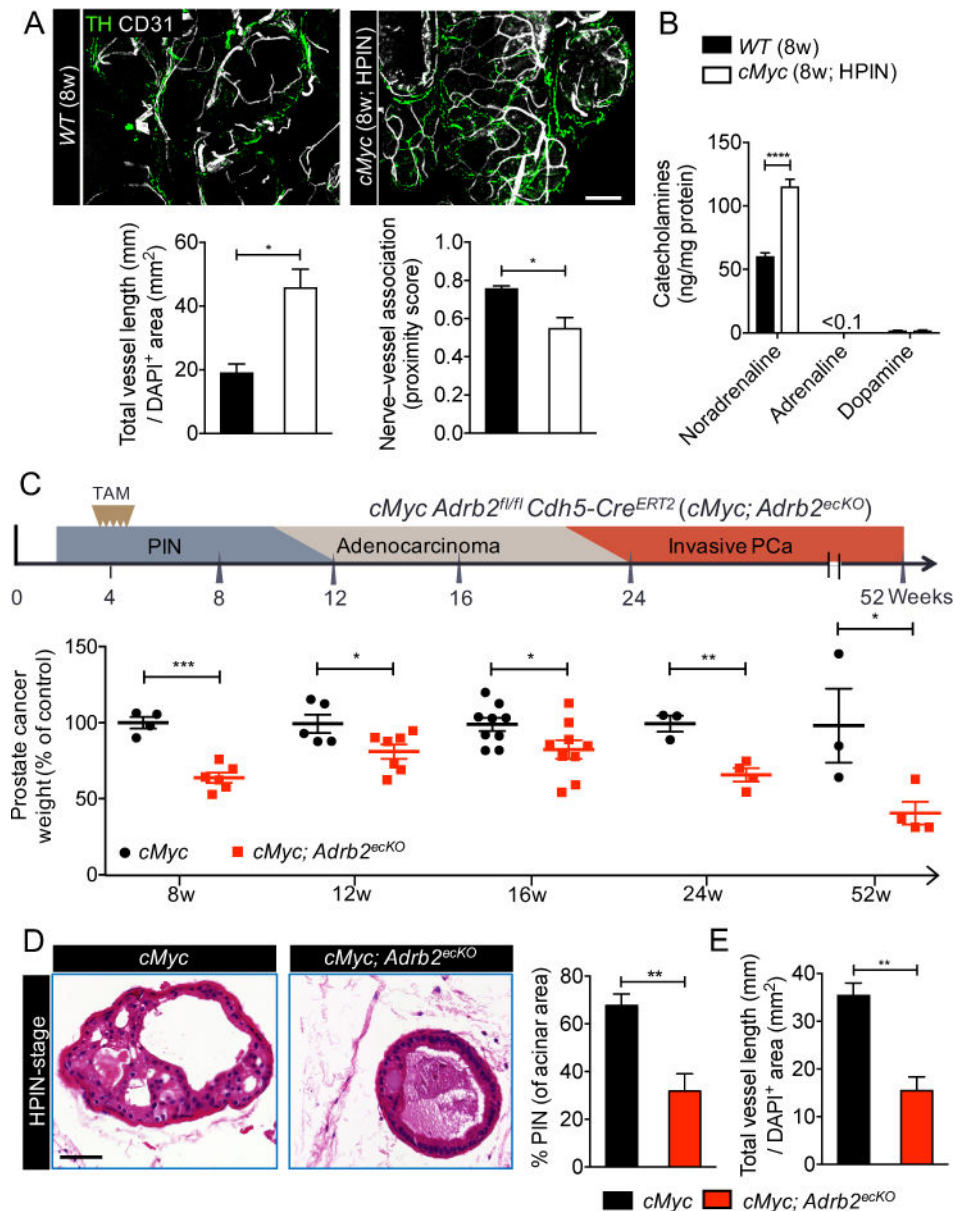 A
TH CD31
WT (8w)
cMyc (8w; HPIN)
Total vessel length (mm)
/ DAPI⁺ area (mm²)
60
40
20
0
*
Nerve–vessel association
(proximity score)
1.0
0.8
0.6
0.4
0.2
0.0
*
B
WT (8w)
cMyc (8w; HPIN)
Catecholamines
(ng/mg protein)
150
100
50
0
****
<0.1
Noradrenaline
Adrenaline
Dopamine
C
TAM
cMyc Adrb2fl/fl Cdh5-CreERT2 (cMyc; Adrb2ecKO)
PIN
Adenocarcinoma
Invasive PCa
0
4
8
12
16
24
52 Weeks
Prostate cancer
weight (% of control)
150
100
50
0
***
*
*
**
*
cMyc
cMyc; Adrb2ecKO
8w
12w
16w
24w
52w
D
cMyc
cMyc; Adrb2ecKO
HPIN-stage
% PIN (of acinar area)
80
60
40
20
0
**
E
Total vessel length (mm)
/ DAPI⁺ area (mm²)
40
30
20
10
0
**
cMyc
cMyc; Adrb2ecKO